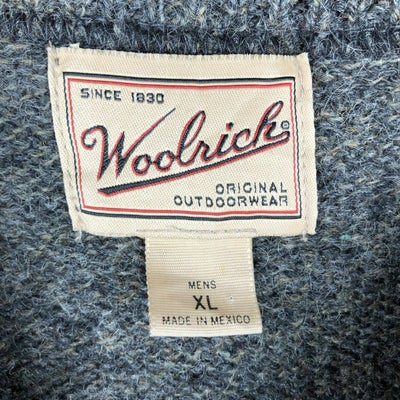 SINCE 1830
Woolrich®
ORIGINAL
OUTDOORWEAR
MENS
XL
MADE IN MEXICO